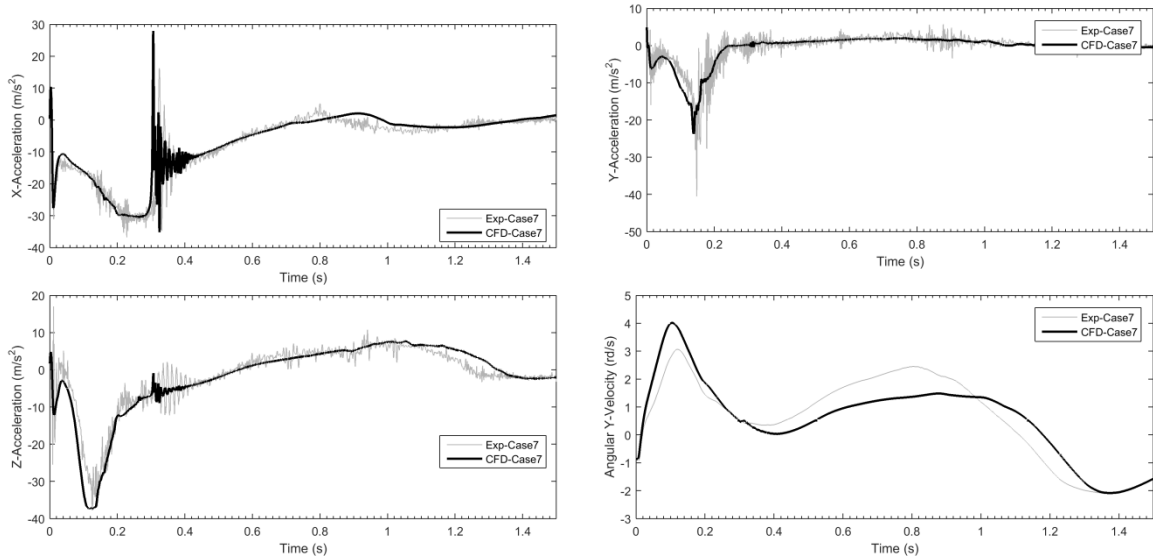 30
20
10
0
-10
-20
-30
-40
X-Acceleration (m/s²)
Exp-Case7
CFD-Case7
0 0.2 0.4 0.6 0.8 1 1.2 1.4
Time (s)
10
0
-10
-20
-30
-40
-50
Y-Acceleration (m/s²)
Exp-Case7
CFD-Case7
0 0.2 0.4 0.6 0.8 1 1.2 1.4
Time (s)
20
10
0
-10
-20
-30
-40
Z-Acceleration (m/s²)
Exp-Case7
CFD-Case7
0 0.2 0.4 0.6 0.8 1 1.2 1.4
Time (s)
5
4
3
2
1
0
-1
-2
-3
Angular Y-Velocity (rd/s)
Exp-Case7
CFD-Case7
0 0.2 0.4 0.6 0.8 1 1.2 1.4
Time (s)